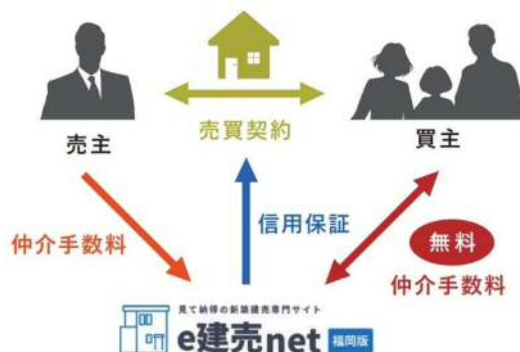 売主
売買契約
買主
仲介手数料
信用保証
無料
仲介手数料
見て納得の新築建売専門サイト
e建売net 福岡版